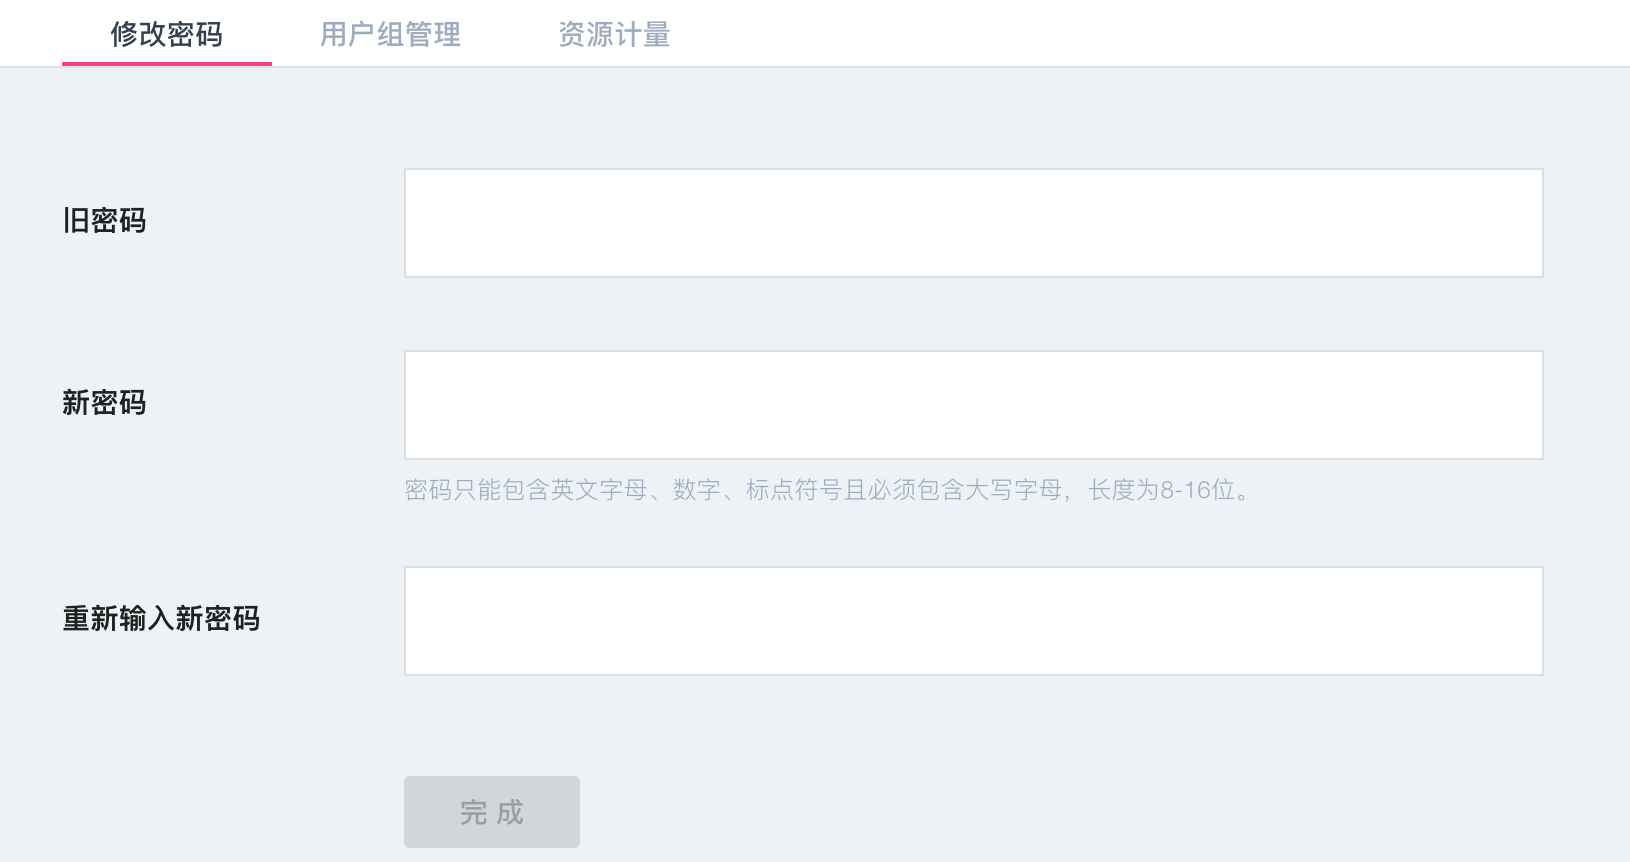 修改密码 用户组管理 资源计量
旧密码
新密码
密码只能包含英文字母、数字、标点符号且必须包含大写字母，长度为8-16位。
重新输入新密码
完 成